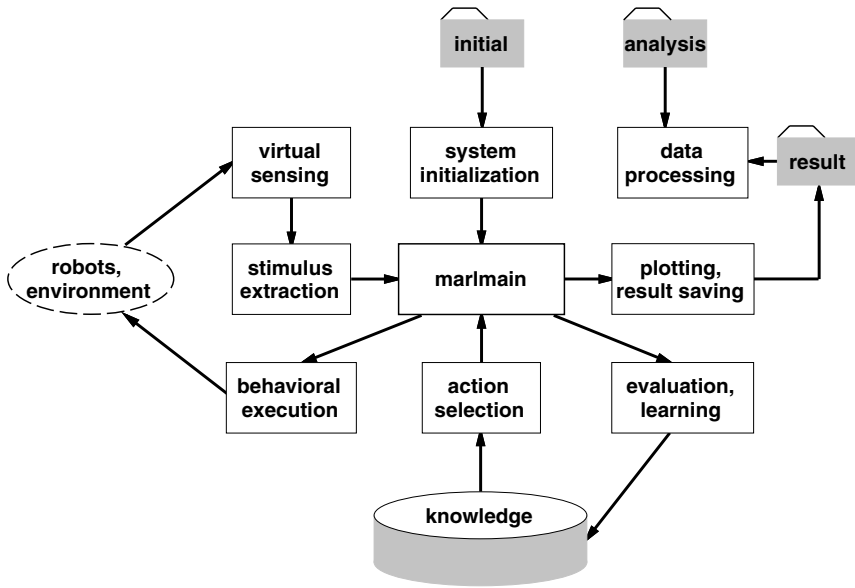 initial
analysis
virtual
sensing
system
initialization
data
processing
result
robots,
environment
stimulus
extraction
marlmain
plotting,
result saving
behavioral
execution
action
selection
evaluation,
learning
knowledge